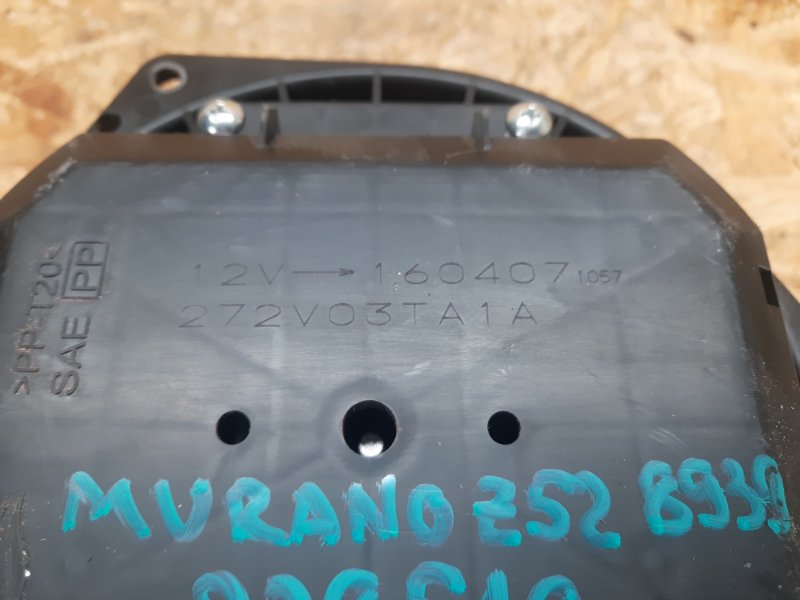 12V→160407 1057
272V03TA1A
>PP-T20<
SAE PP
MURANO Z52 8939